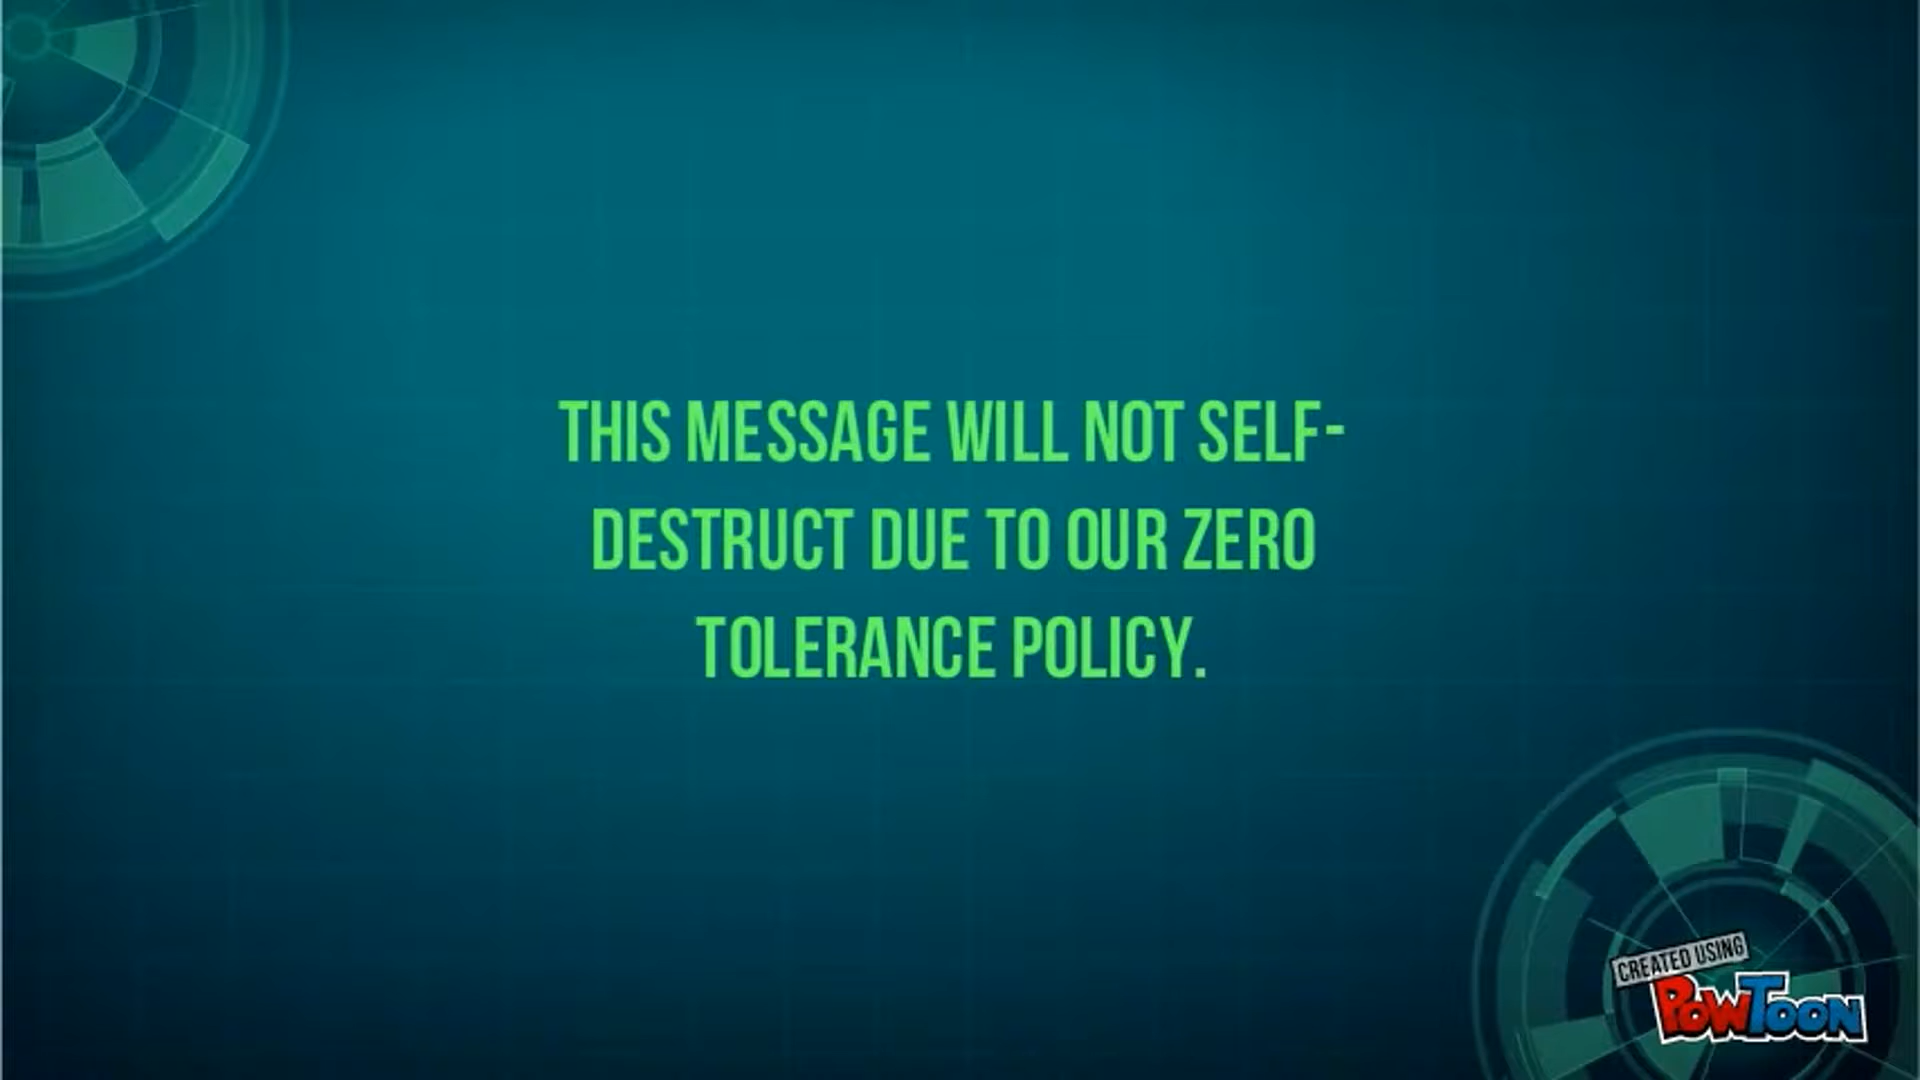 THIS MESSAGE WILL NOT SELF-
DESTRUCT DUE TO OUR ZERO
TOLERANCE POLICY.
CREATED USING
POWTOON